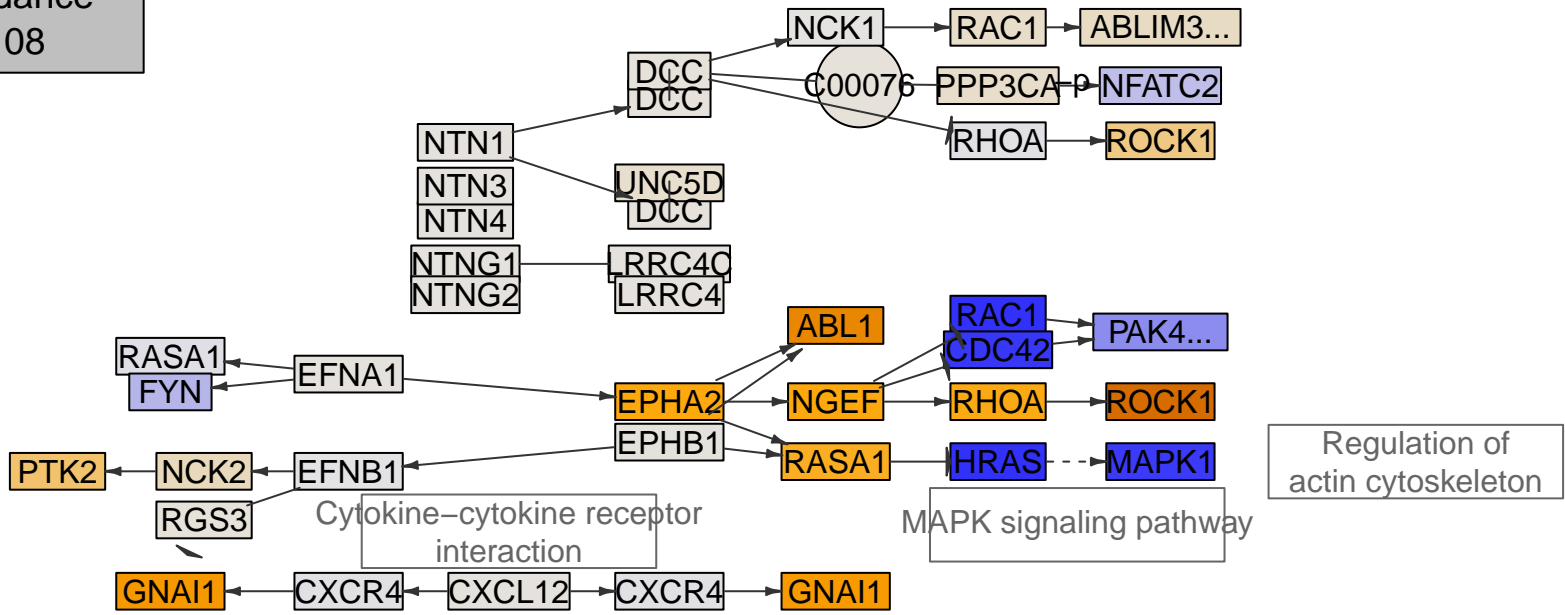 dance
08
NCK1
RAC1
ABLIM3...
DCC
DCC
C00076
PPP3CA
-p
NFATC2
NTN1
RHOA
ROCK1
NTN3
UNC5D
NTN4
DCC
NTNG1
LRRC4C
NTNG2
LRRC4
ABL1
RAC1
PAK4...
CDC42
RASA1
EFNA1
FYN
EPHA2
NGEF
RHOA
ROCK1
EPHB1
PTK2
NCK2
EFNB1
RASA1
HRAS
MAPK1
Regulation of
actin cytoskeleton
RGS3
Cytokine−cytokine receptor
interaction
MAPK signaling pathway
GNAI1
CXCR4
CXCL12
CXCR4
GNAI1